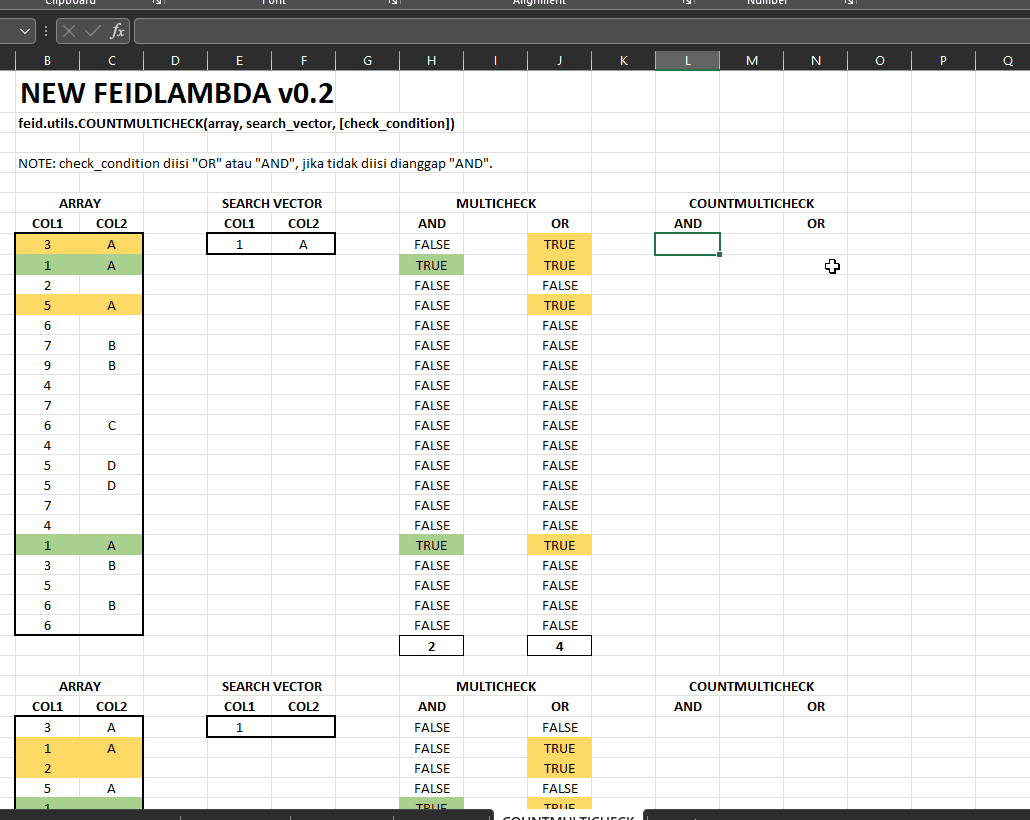 Clipboard Font Alignment Number
fx
B C D E F G H I J K L M N O P Q
NEW FEIDLAMBDA v0.2
feid.utils.COUNTMULTICHECK(array, search_vector, [check_condition])
NOTE: check_condition diisi "OR" atau "AND", jika tidak diisi dianggap "AND".
ARRAY SEARCH VECTOR MULTICHECK COUNTMULTICHECK
COL1 COL2 COL1 COL2 AND OR AND OR
3 A 1 A FALSE TRUE
1 A TRUE TRUE
2 FALSE FALSE
5 A FALSE TRUE
6 FALSE FALSE
7 B FALSE FALSE
9 B FALSE FALSE
4 FALSE FALSE
7 FALSE FALSE
6 C FALSE FALSE
4 FALSE FALSE
5 D FALSE FALSE
5 D FALSE FALSE
7 FALSE FALSE
4 FALSE FALSE
1 A TRUE TRUE
3 B FALSE FALSE
5 FALSE FALSE
6 B FALSE FALSE
6 FALSE FALSE
2 4
ARRAY SEARCH VECTOR MULTICHECK COUNTMULTICHECK
COL1 COL2 COL1 COL2 AND OR AND OR
3 A 1 FALSE FALSE
1 A FALSE TRUE
2 FALSE TRUE
5 A FALSE FALSE
1 TRUE TRUE
COUNTMULTICHECK